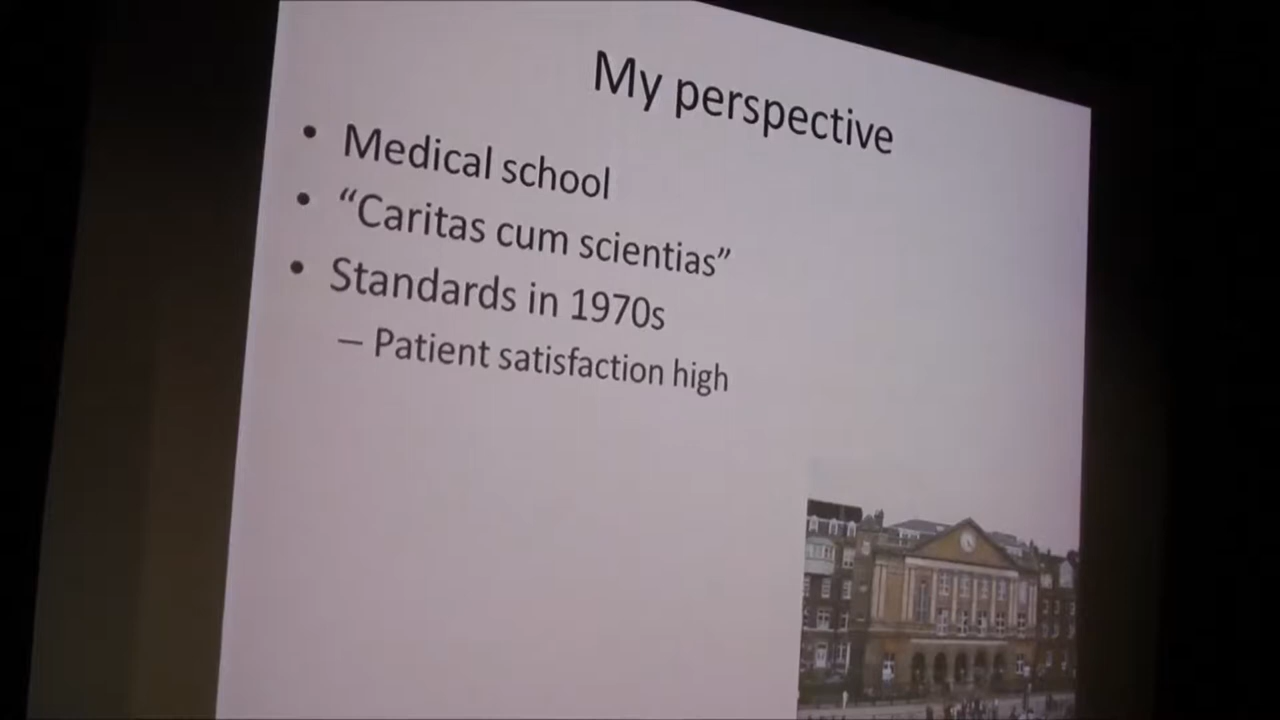 My perspective
• Medical school
• “Caritas cum scientias”
• Standards in 1970s
– Patient satisfaction high